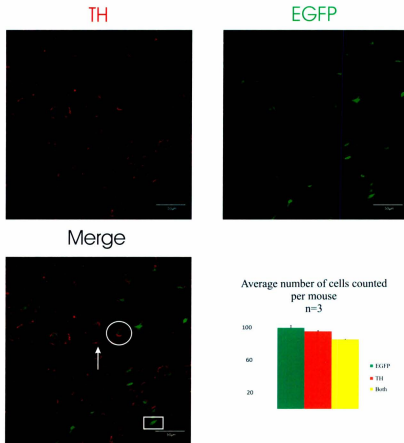 TH
EGFP
Merge
Average number of cells counted
per mouse
n=3
100
60
20
EGFP
TH
Both